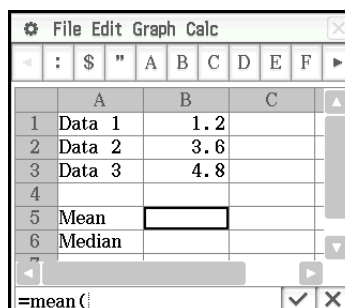 File Edit Graph Calc
: $ " A B C D E F
A B C
1 Data 1 1.2
2 Data 2 3.6
3 Data 3 4.8
4
5 Mean
6 Median
7
=mean(